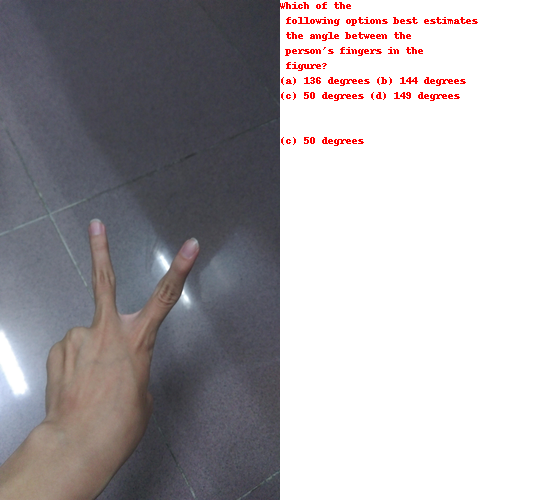 Which of the
following options best estimates
the angle between the
person's fingers in the
figure?
(a) 136 degrees (b) 144 degrees
(c) 50 degrees (d) 149 degrees
(c) 50 degrees